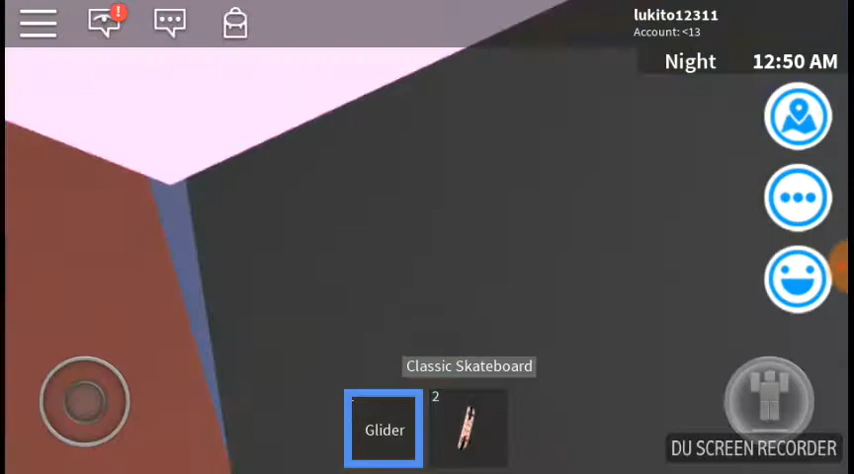 lukito12311
Account: <13
Night 12:50 AM
Classic Skateboard
2
Glider
DU SCREEN RECORDER